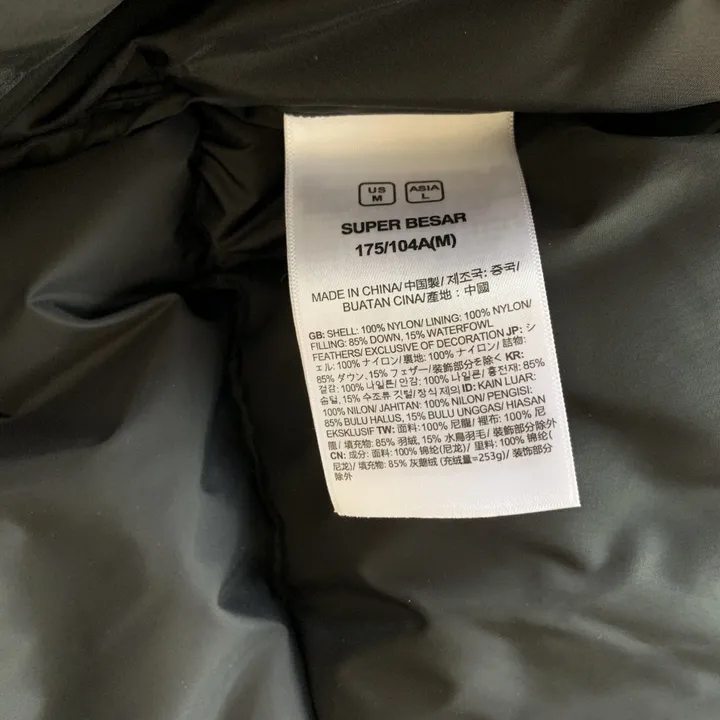 US
M
ASIA
L
SUPER BESAR
175/104A(M)
MADE IN CHINA/中国製/제조국: 중국/
BUATAN CINA/產地：中國
GB: SHELL: 100% NYLON/ LINING: 100% NYLON/
FILLING: 85% DOWN, 15% WATERFOWL
FEATHERS/ EXCLUSIVE OF DECORATION JP: シ
ェル: 100% ナイロン/ 裏地: 100% ナイロン/ 詰物:
85% ダウン, 15% フェザー/装飾部分を除く KR:
겉감: 100% 나일론/ 안감: 100% 나일론/ 충전재: 85%
솜털, 15% 수조류 깃털/ 장식 제외 ID: KAIN LUAR:
100% NILON/ JAHITAN: 100% NILON/ PENGISI:
85% BULU HALUS, 15% BULU UNGGAS/ HIASAN
EKSKLUSIF TW: 面料: 100% 尼龍/ 裡布: 100% 尼
龍/ 填充物: 85% 羽絨, 15% 水鳥羽毛/ 裝飾部分除外
CN: 成分: 面料: 100% 锦纶(尼龙)/ 里料: 100% 锦纶(
尼龙)/ 填充物: 85% 灰鹅绒 (充绒量=253g)/ 装饰部分
除外